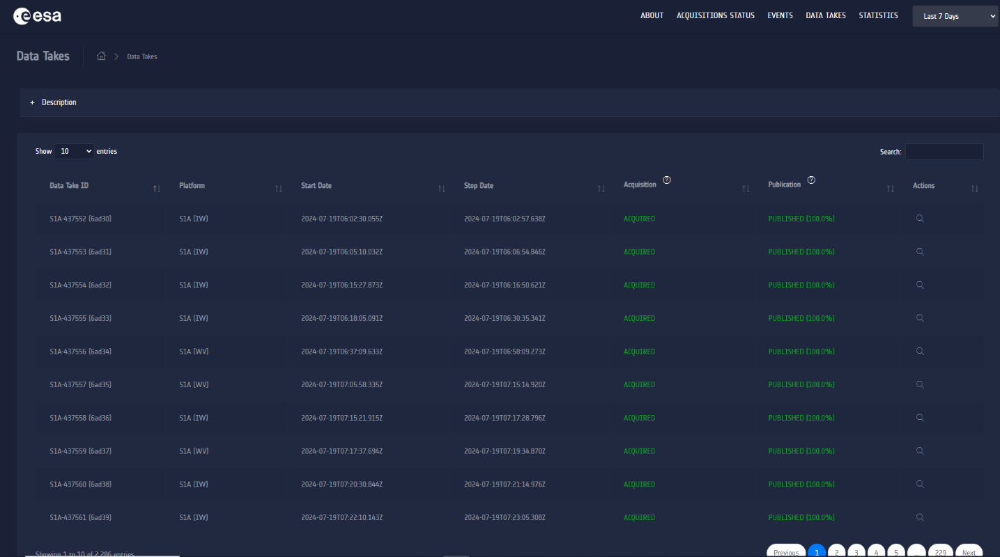 esa
ABOUT ACQUISITIONS STATUS EVENTS DATA TAKES STATISTICS Last 7 Days
Data Takes Data Takes
+ Description
Show 10 entries Search:
Data Take ID Platform Start Date Stop Date Acquisition ? Publication ? Actions
S1A-437552 (6ad30) S1A (IW) 2024-07-19T06:02:30.055Z 2024-07-19T06:02:57.638Z ACQUIRED PUBLISHED (100.0%)
S1A-437553 (6ad31) S1A (IW) 2024-07-19T06:05:10.032Z 2024-07-19T06:06:54.846Z ACQUIRED PUBLISHED (100.0%)
S1A-437554 (6ad32) S1A (IW) 2024-07-19T06:15:27.873Z 2024-07-19T06:16:50.621Z ACQUIRED PUBLISHED (100.0%)
S1A-437555 (6ad33) S1A (IW) 2024-07-19T06:18:05.091Z 2024-07-19T06:30:35.341Z ACQUIRED PUBLISHED (100.0%)
S1A-437556 (6ad34) S1A (WV) 2024-07-19T06:37:09.633Z 2024-07-19T06:58:09.273Z ACQUIRED PUBLISHED (100.0%)
S1A-437557 (6ad35) S1A (WV) 2024-07-19T07:05:58.335Z 2024-07-19T07:15:14.920Z ACQUIRED PUBLISHED (100.0%)
S1A-437558 (6ad36) S1A (IW) 2024-07-19T07:15:21.915Z 2024-07-19T07:17:28.796Z ACQUIRED PUBLISHED (100.0%)
S1A-437559 (6ad37) S1A (WV) 2024-07-19T07:17:37.694Z 2024-07-19T07:19:34.870Z ACQUIRED PUBLISHED (100.0%)
S1A-437560 (6ad38) S1A (IW) 2024-07-19T07:20:30.844Z 2024-07-19T07:21:14.976Z ACQUIRED PUBLISHED (100.0%)
S1A-437561 (6ad39) S1A (IW) 2024-07-19T07:22:10.143Z 2024-07-19T07:23:05.308Z ACQUIRED PUBLISHED (100.0%)
Showing 1 to 10 of 2,286 entries Previous 1 2 3 4 5 ... 229 Next